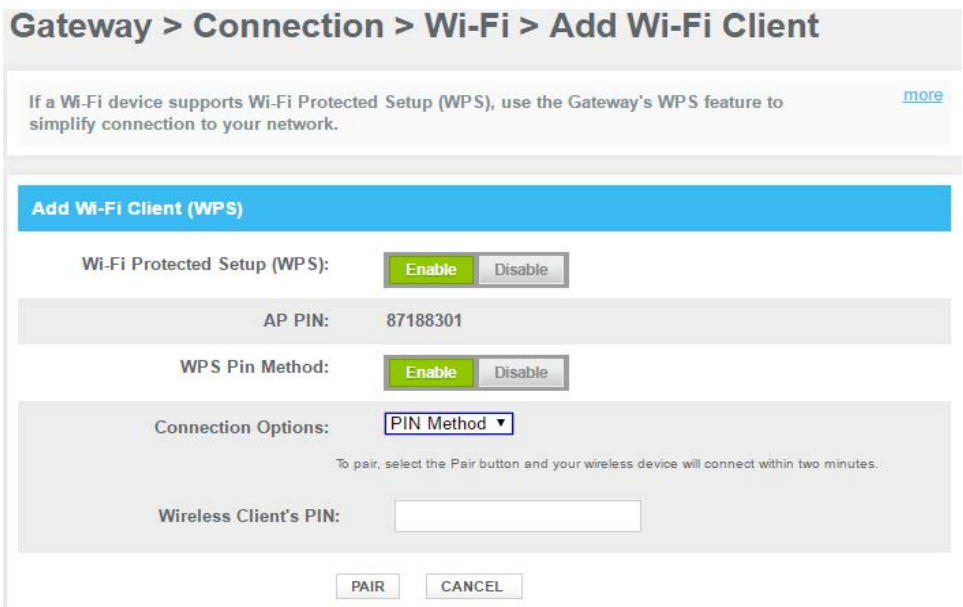 Gateway > Connection > Wi-Fi > Add Wi-Fi Client
If a Wi-Fi device supports Wi-Fi Protected Setup (WPS), use the Gateway's WPS feature to more
simplify connection to your network.
Add Wi-Fi Client (WPS)
Wi-Fi Protected Setup (WPS): Enable Disable
AP PIN: 87188301
WPS Pin Method: Enable Disable
Connection Options: PIN Method
To pair, select the Pair button and your wireless device will connect within two minutes.
Wireless Client's PIN:
PAIR CANCEL